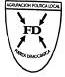 AGRUPACION POLITICA LOCAL
FD
FUERZA DEMOCRATICA